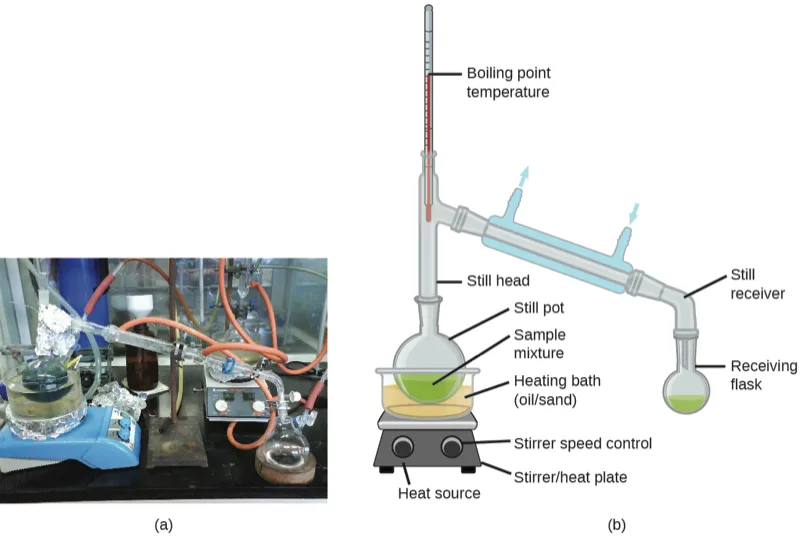 Boiling point
temperature
Still head
Still
receiver
Still pot
Sample
mixture
Receiving
flask
Heating bath
(oil/sand)
Stirrer speed control
Stirrer/heat plate
Heat source
(a)
(b)